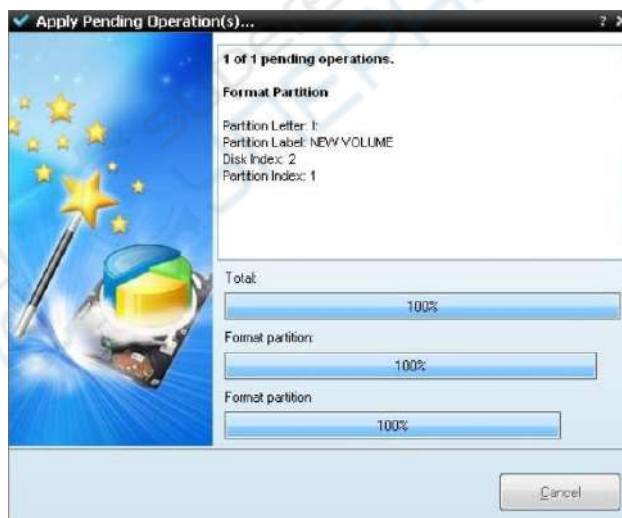 Apply Pending Operation(s)...
1 of 1 pending operations.
Format Partition
Partition Letter: I:
Partition Label: NEW VOLUME
Disk Index: 2
Partition Index: 1
Total:
100%
Format partition:
100%
Format partition
100%
Cancel